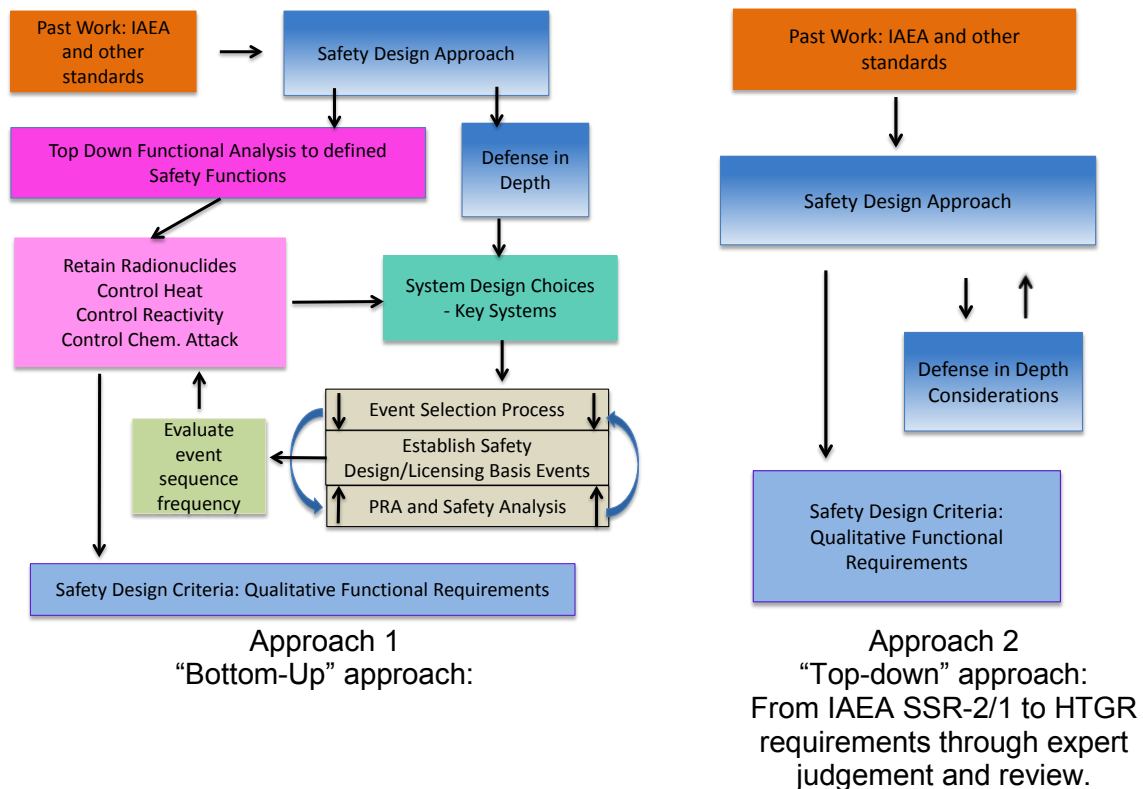 Past Work: IAEA
and other
standards
Safety Design Approach
Top Down Functional Analysis to defined
Safety Functions
Defense in
Depth
Retain Radionuclides
Control Heat
Control Reactivity
Control Chem. Attack
System Design Choices
- Key Systems
Event Selection Process
Establish Safety
Design/Licensing Basis Events
PRA and Safety Analysis
Evaluate
event
sequence
frequency
Safety Design Criteria: Qualitative Functional Requirements
Approach 1
“Bottom-Up” approach:
Past Work: IAEA and other
standards
Safety Design Approach
Defense in Depth
Considerations
Safety Design Criteria:
Qualitative Functional
Requirements
Approach 2
“Top-down” approach:
From IAEA SSR-2/1 to HTGR
requirements through expert
judgement and review.